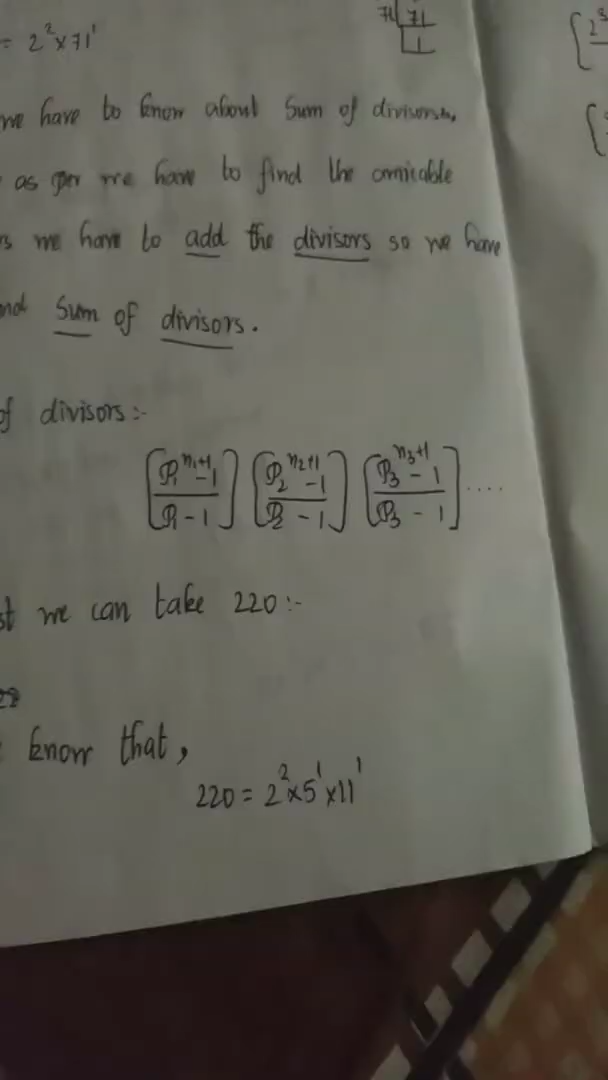 = 2²×71¹
71 71
1
we have to know about Sum of divisors.
as per we have to find the amicable
s we have to add the divisors so we have
nd Sum of divisors.
of divisors:-
[P₁^(n₁+1) - 1 / P₁ - 1] [P₂^(n₂+1) - 1 / P₂ - 1] [P₃^(n₃+1) - 1 / P₃ - 1] ....
st we can take 220:-
know that,
220 = 2²×5¹×11¹